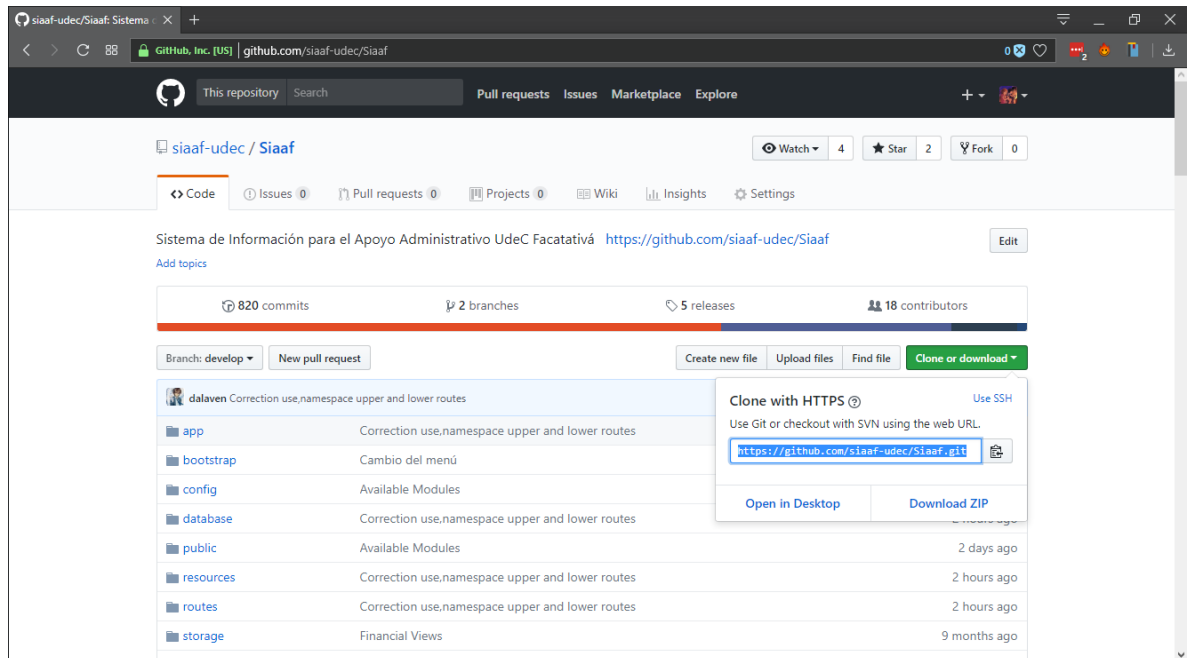 siaaf-udec/Siaaf: Sistema
GitHub, Inc. [US] github.com/siaaf-udec/Siaaf 0 2
This repository Search Pull requests Issues Marketplace Explore
siaaf-udec / Siaaf Watch 4 Star 2 Fork 0
Code Issues 0 Pull requests 0 Projects 0 Wiki Insights Settings
Sistema de Información para el Apoyo Administrativo UdeC Facatativá https://github.com/siaaf-udec/Siaaf Edit
Add topics
820 commits 2 branches 5 releases 18 contributors
Branch: develop New pull request Create new file Upload files Find file Clone or download
dalaven Correction use,namespace upper and lower routes
Clone with HTTPS Use SSH
Use Git or checkout with SVN using the web URL.
https://github.com/siaaf-udec/Siaaf.git
Open in Desktop Download ZIP
app Correction use,namespace upper and lower routes
bootstrap Cambio del menú
config Available Modules
database Correction use,namespace upper and lower routes 2 hours ago
public Available Modules 2 days ago
resources Correction use,namespace upper and lower routes 2 hours ago
routes Correction use,namespace upper and lower routes 2 hours ago
storage Financial Views 9 months ago